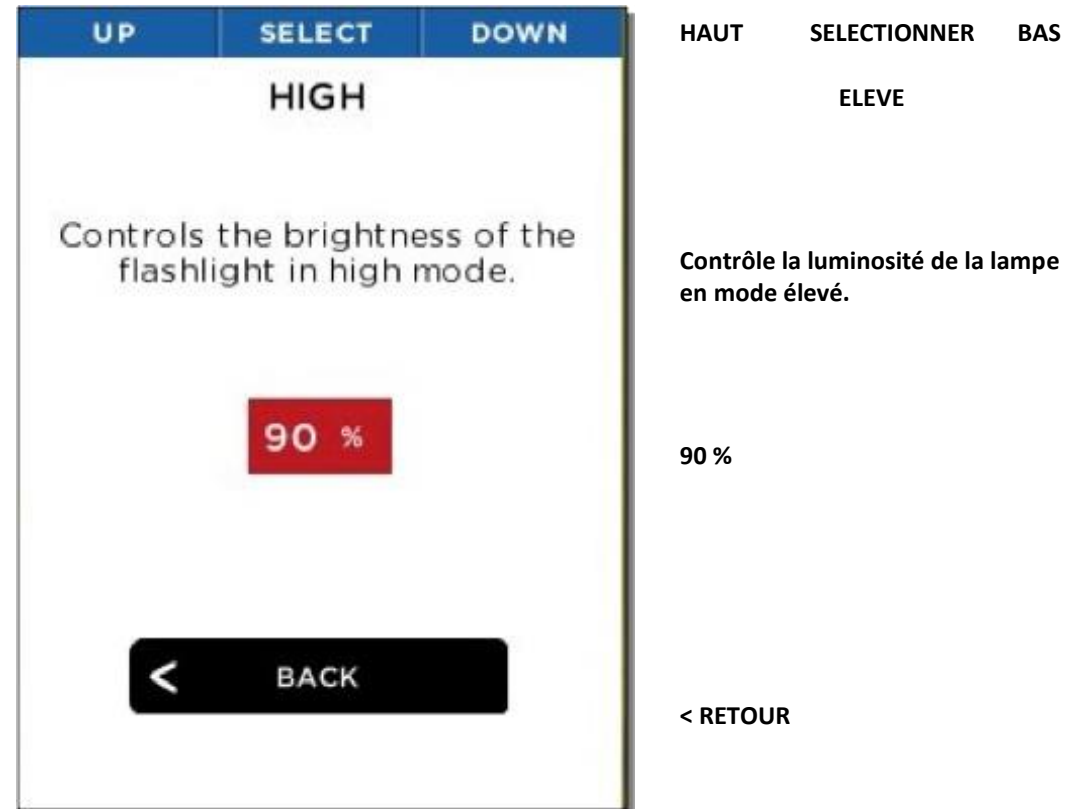 UP SELECT DOWN
HIGH
Controls the brightness of the
flashlight in high mode.
90 %
< BACK
HAUT SELECTIONNER BAS
ELEVE
Contrôle la luminosité de la lampe
en mode élevé.
90 %
< RETOUR